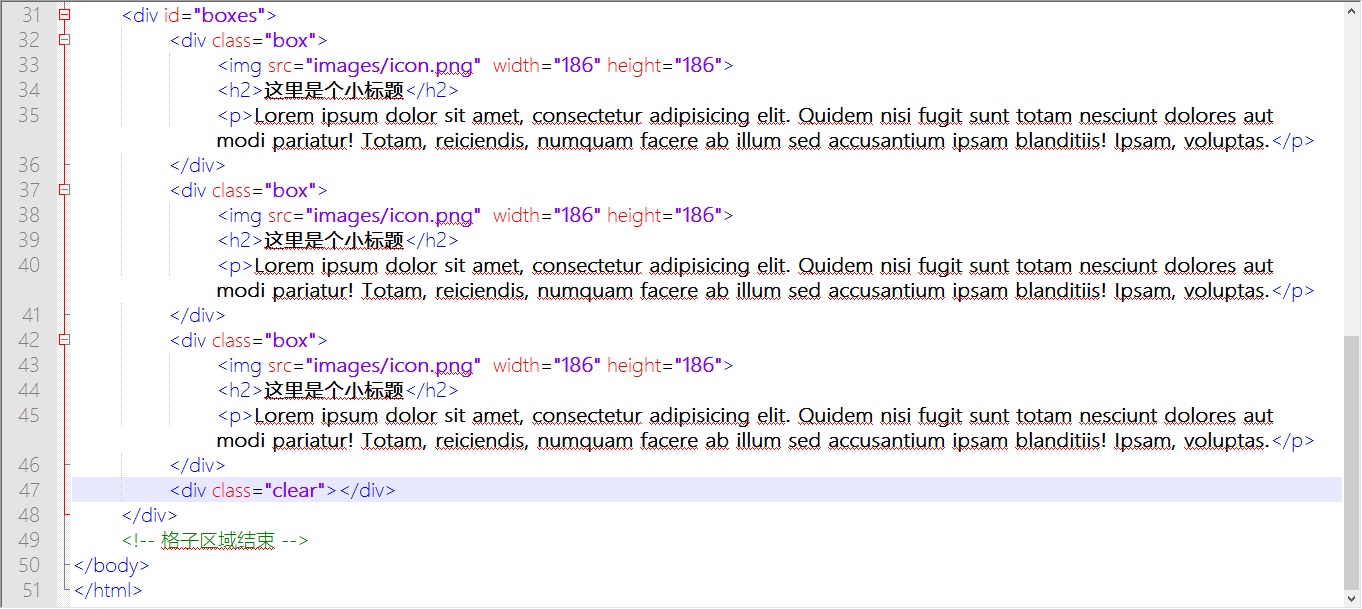 31 <div id="boxes">
32 <div class="box">
33 <img src="images/icon.png"  width="186" height="186">
34 <h2>这里是个小标题</h2>
35 <p>Lorem ipsum dolor sit amet, consectetur adipisicing elit. Quidem nisi fugit sunt totam nesciunt dolores aut
modi pariatur! Totam, reiciendis, numquam facere ab illum sed accusantium ipsam blanditiis! Ipsam, voluptas.</p>
36 </div>
37 <div class="box">
38 <img src="images/icon.png"  width="186" height="186">
39 <h2>这里是个小标题</h2>
40 <p>Lorem ipsum dolor sit amet, consectetur adipisicing elit. Quidem nisi fugit sunt totam nesciunt dolores aut
modi pariatur! Totam, reiciendis, numquam facere ab illum sed accusantium ipsam blanditiis! Ipsam, voluptas.</p>
41 </div>
42 <div class="box">
43 <img src="images/icon.png"  width="186" height="186">
44 <h2>这里是个小标题</h2>
45 <p>Lorem ipsum dolor sit amet, consectetur adipisicing elit. Quidem nisi fugit sunt totam nesciunt dolores aut
modi pariatur! Totam, reiciendis, numquam facere ab illum sed accusantium ipsam blanditiis! Ipsam, voluptas.</p>
46 </div>
47 <div class="clear"></div>
48 </div>
49 <!-- 格子区域结束 -->
50 </body>
51 </html>